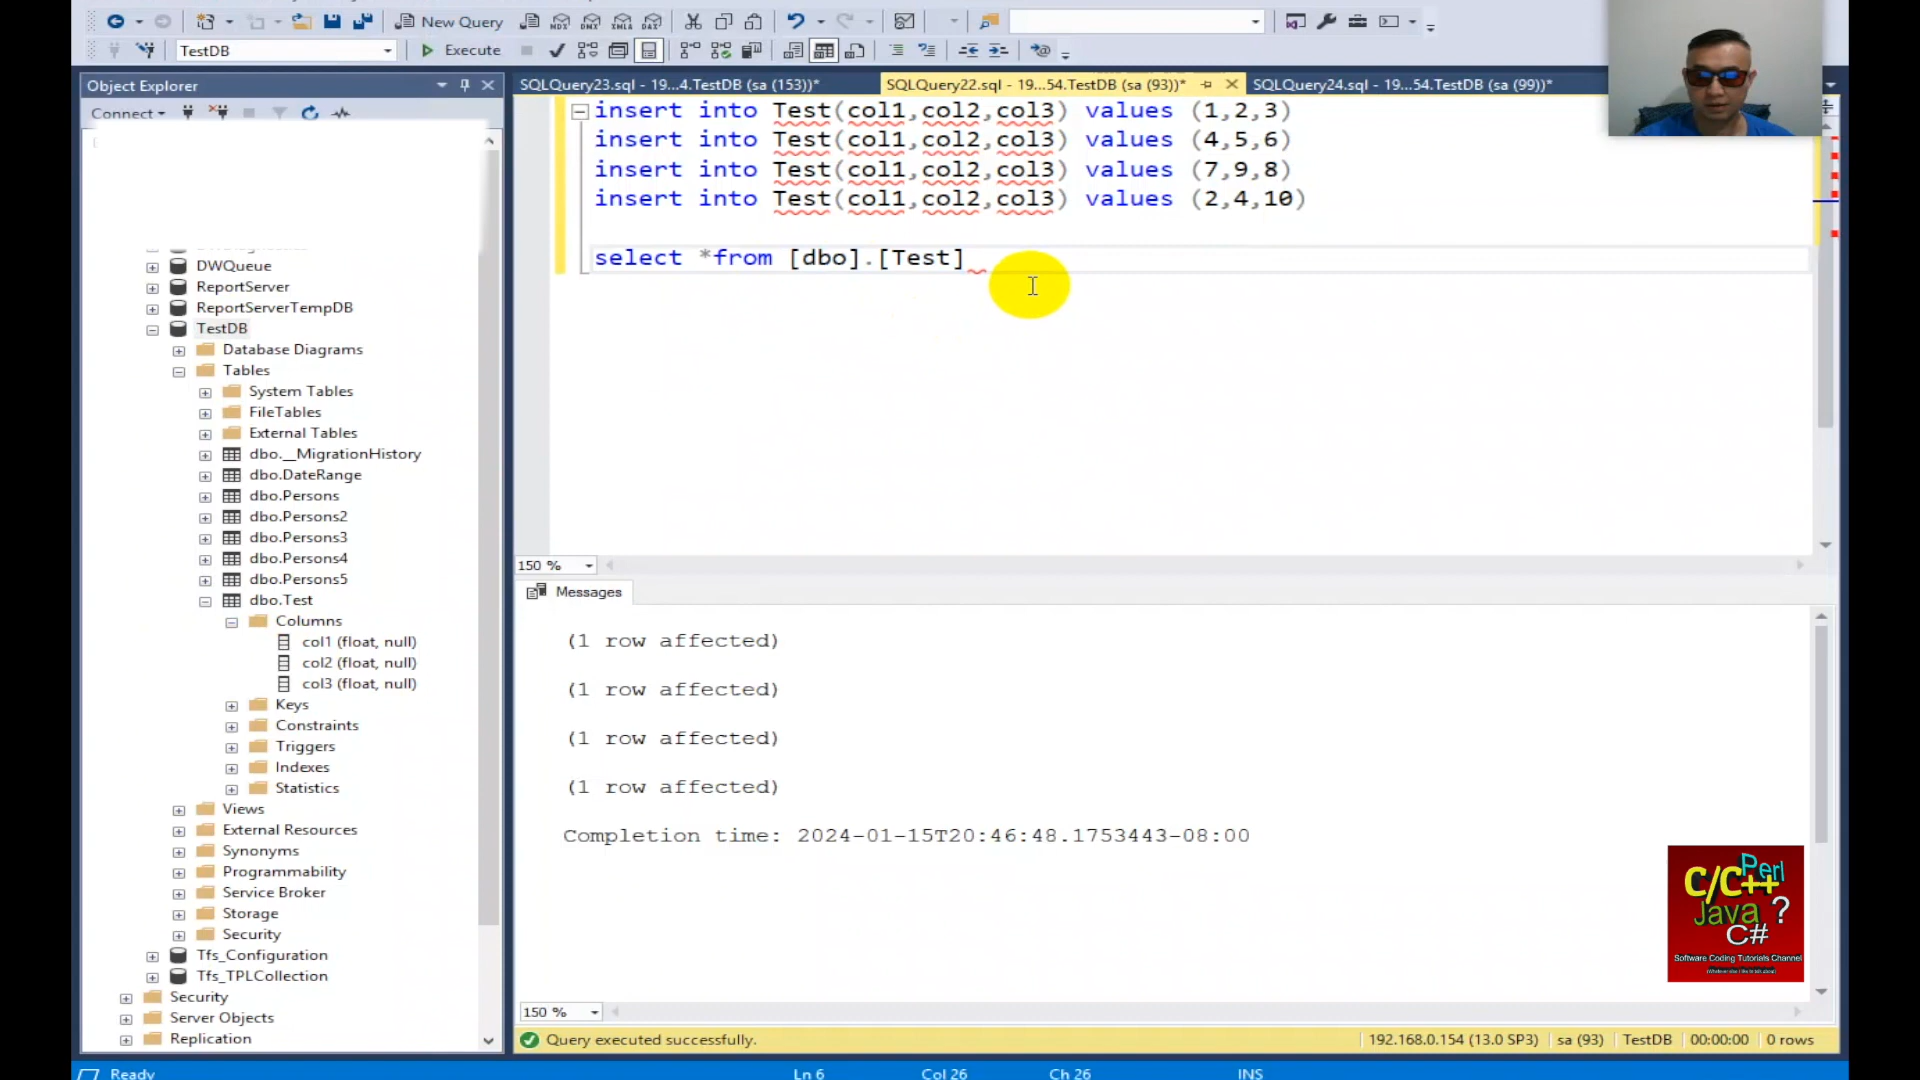 New Query
TestDB
Execute
Object Explorer
Connect
DWQueue
ReportServer
ReportServerTempDB
TestDB
Database Diagrams
Tables
System Tables
FileTables
External Tables
dbo.__MigrationHistory
dbo.DateRange
dbo.Persons
dbo.Persons2
dbo.Persons3
dbo.Persons4
dbo.Persons5
dbo.Test
Columns
col1 (float, null)
col2 (float, null)
col3 (float, null)
Keys
Constraints
Triggers
Indexes
Statistics
Views
External Resources
Synonyms
Programmability
Service Broker
Storage
Security
Tfs_Configuration
Tfs_TPLCollection
Security
Server Objects
Replication
SQLQuery23.sql - 19...4.TestDB (sa (153))*
SQLQuery22.sql - 19...54.TestDB (sa (93))*
SQLQuery24.sql - 19...54.TestDB (sa (99))*
insert into Test(col1,col2,col3) values (1,2,3)
insert into Test(col1,col2,col3) values (4,5,6)
insert into Test(col1,col2,col3) values (7,9,8)
insert into Test(col1,col2,col3) values (2,4,10)
select *from [dbo].[Test]
150 %
Messages
(1 row affected)
(1 row affected)
(1 row affected)
(1 row affected)
Completion time: 2024-01-15T20:46:48.1753443-08:00
150 %
Perl
C/C++
Java ?
C#
Software Coding Tutorials Channel
Query executed successfully.
192.168.0.154 (13.0 SP3)
sa (93)
TestDB
00:00:00
0 rows
Ready
Ln 6
Col 26
Ch 26
INS